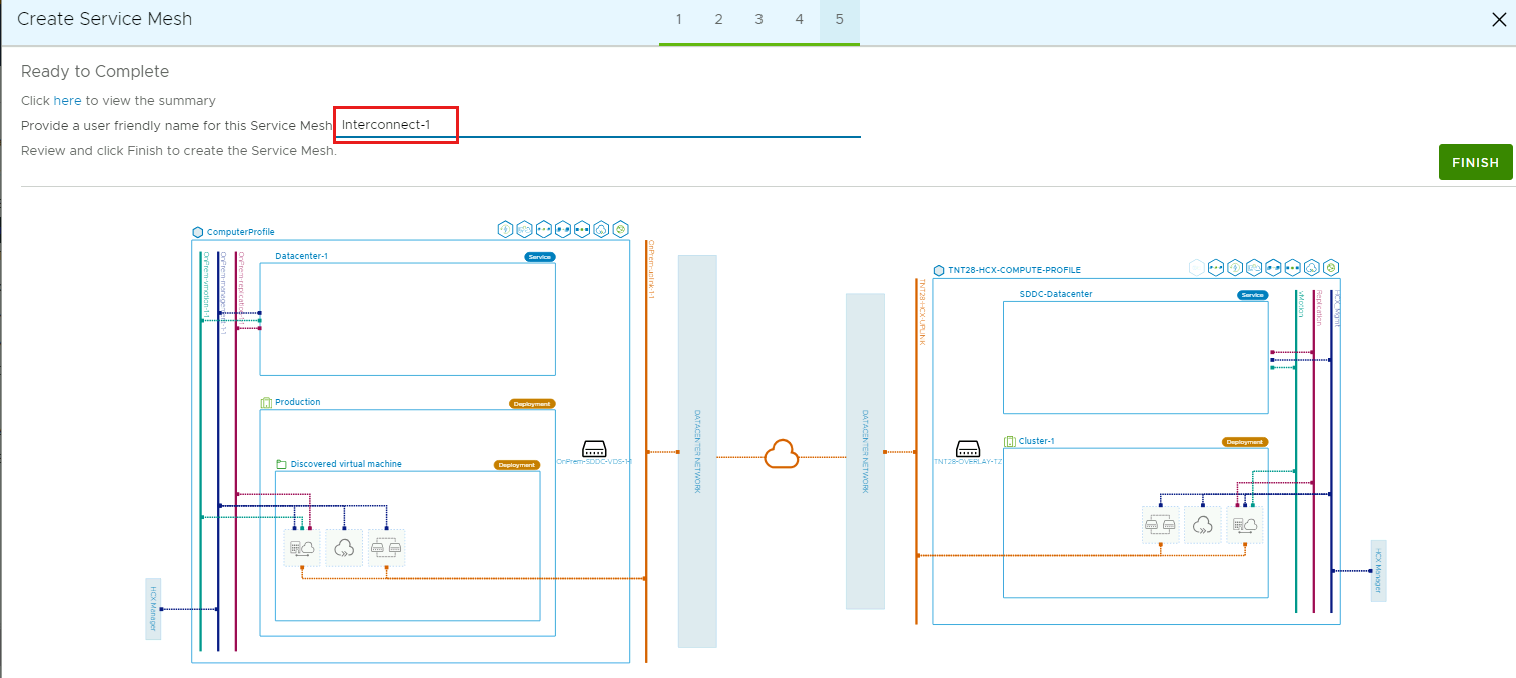 Create Service Mesh
1 2 3 4 5
Ready to Complete
Click here to view the summary
Provide a user friendly name for this Service Mesh Interconnect-1
Review and click Finish to create the Service Mesh.
FINISH
ComputerProfile
OnPrem-vmotion-1-1
OnPrem-management-1-1
OnPrem-replication-1-1
Datacenter-1
Service
Production
Deployment
Discovered virtual machine
Deployment
OnPrem-SDDC-VDS-1-1
OnPrem-uplink-1-1
HCX Manager
DATACENTER NETWORK
DATACENTER NETWORK
TNT28-HCX-UPLINK
TNT28-HCX-COMPUTE-PROFILE
SDDC-Datacenter
Service
vMotion
Replication
HCX_Mgmt
Cluster-1
Deployment
TNT28-OVERLAY-TZ
HCX Manager